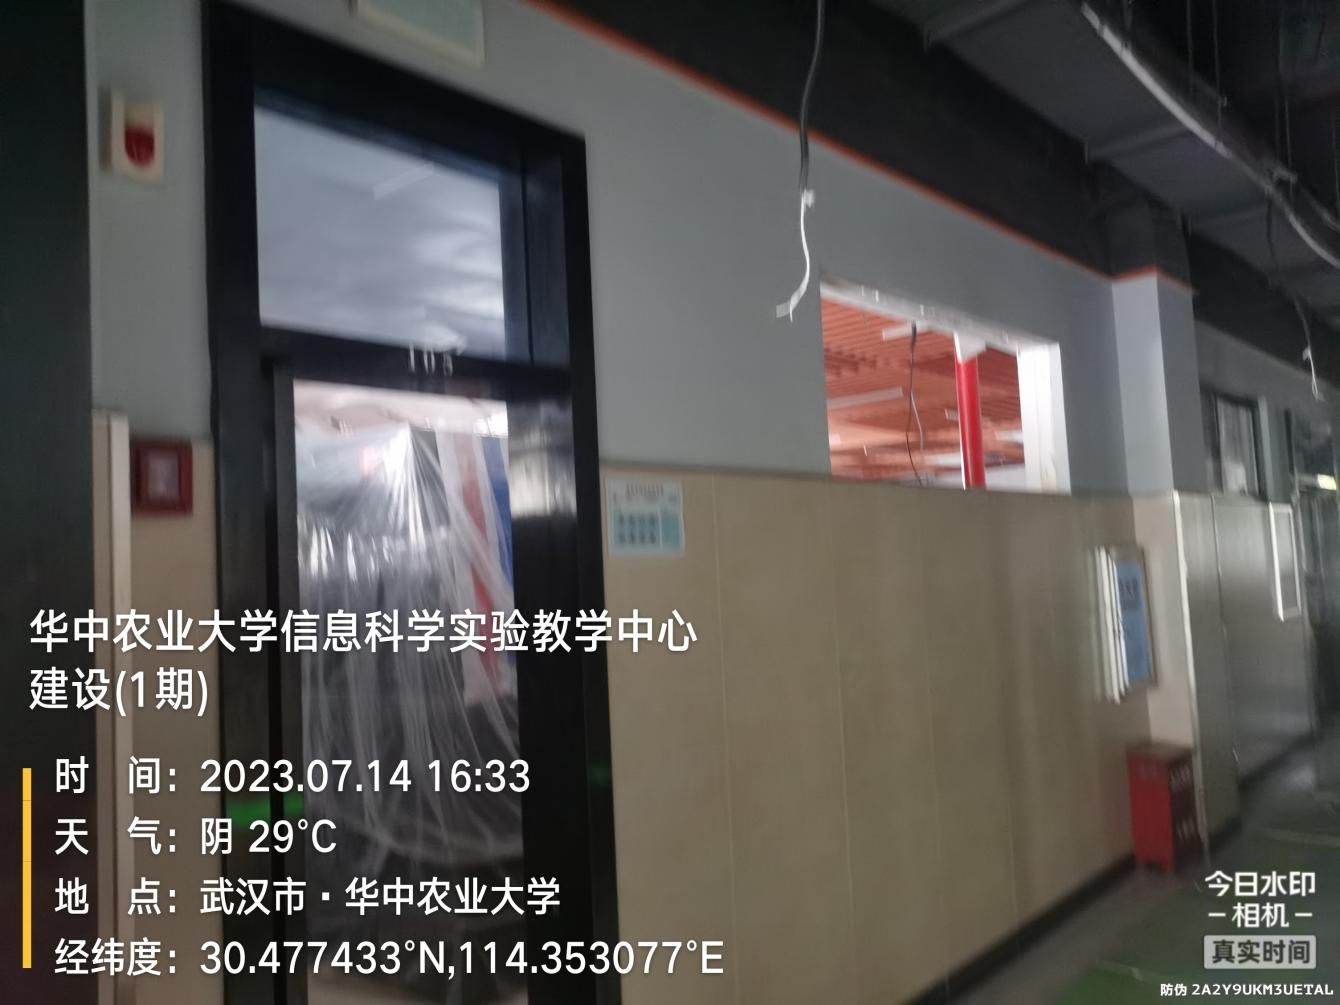 华中农业大学信息科学实验教学中心
建设(1期)
时 间：2023.07.14 16:33
天 气：阴 29°C
地 点：武汉市·华中农业大学
经纬度：30.477433°N,114.353077°E
今日水印
－相机－
真实时间
防伪 2A2Y9UKM3UETAL